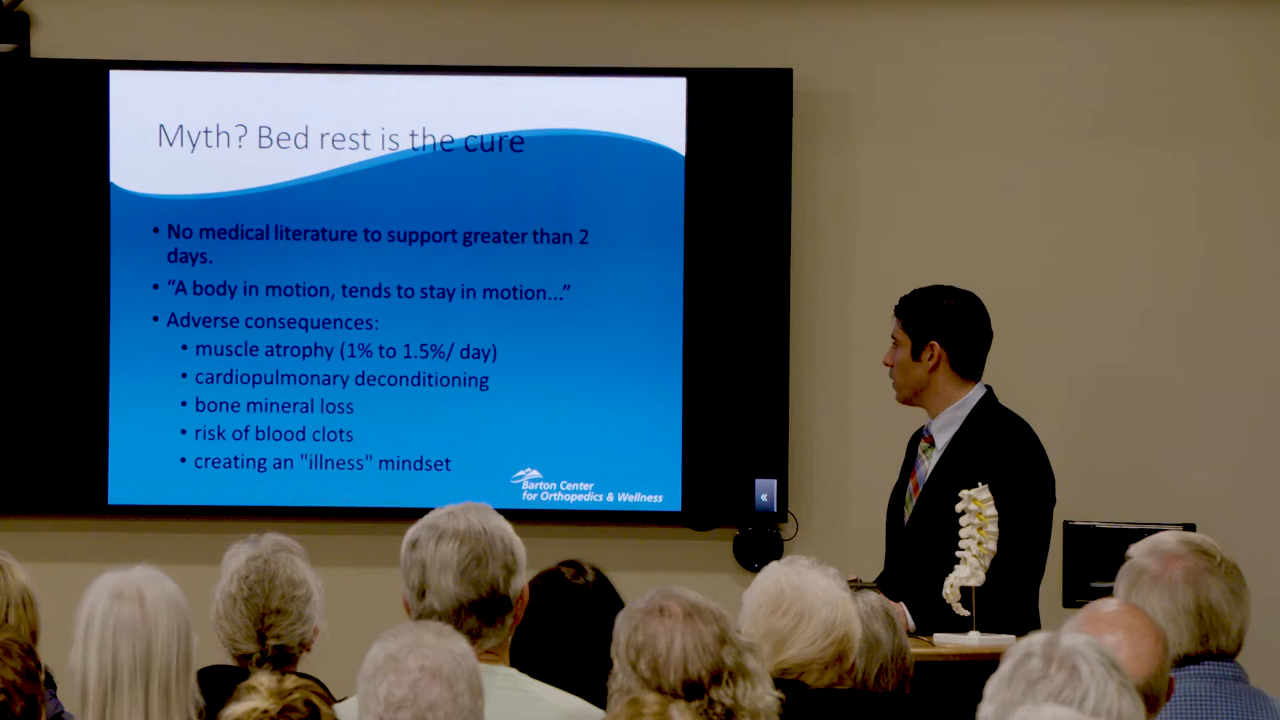 Myth? Bed rest is the cure
• No medical literature to support greater than 2
days.
• “A body in motion, tends to stay in motion...”
• Adverse consequences:
• muscle atrophy (1% to 1.5%/ day)
• cardiopulmonary deconditioning
• bone mineral loss
• risk of blood clots
• creating an "illness" mindset
Barton Center
for Orthopedics & Wellness
«